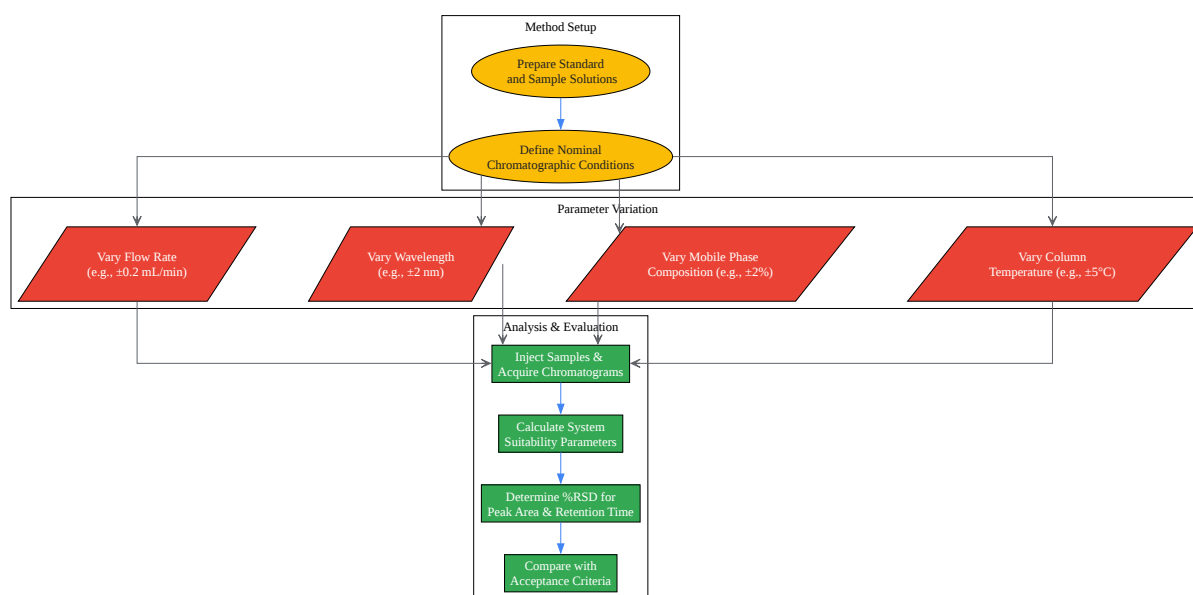 Method Setup
Prepare Standard
and Sample Solutions
Define Nominal
Chromatographic Conditions
Parameter Variation
Vary Flow Rate
(e.g., ±0.2 mL/min)
Vary Wavelength
(e.g., ±2 nm)
Vary Mobile Phase
Composition (e.g., ±2%)
Vary Column
Temperature (e.g., ±5°C)
Analysis & Evaluation
Inject Samples &
Acquire Chromatograms
Calculate System
Suitability Parameters
Determine %RSD for
Peak Area & Retention Time
Compare with
Acceptance Criteria